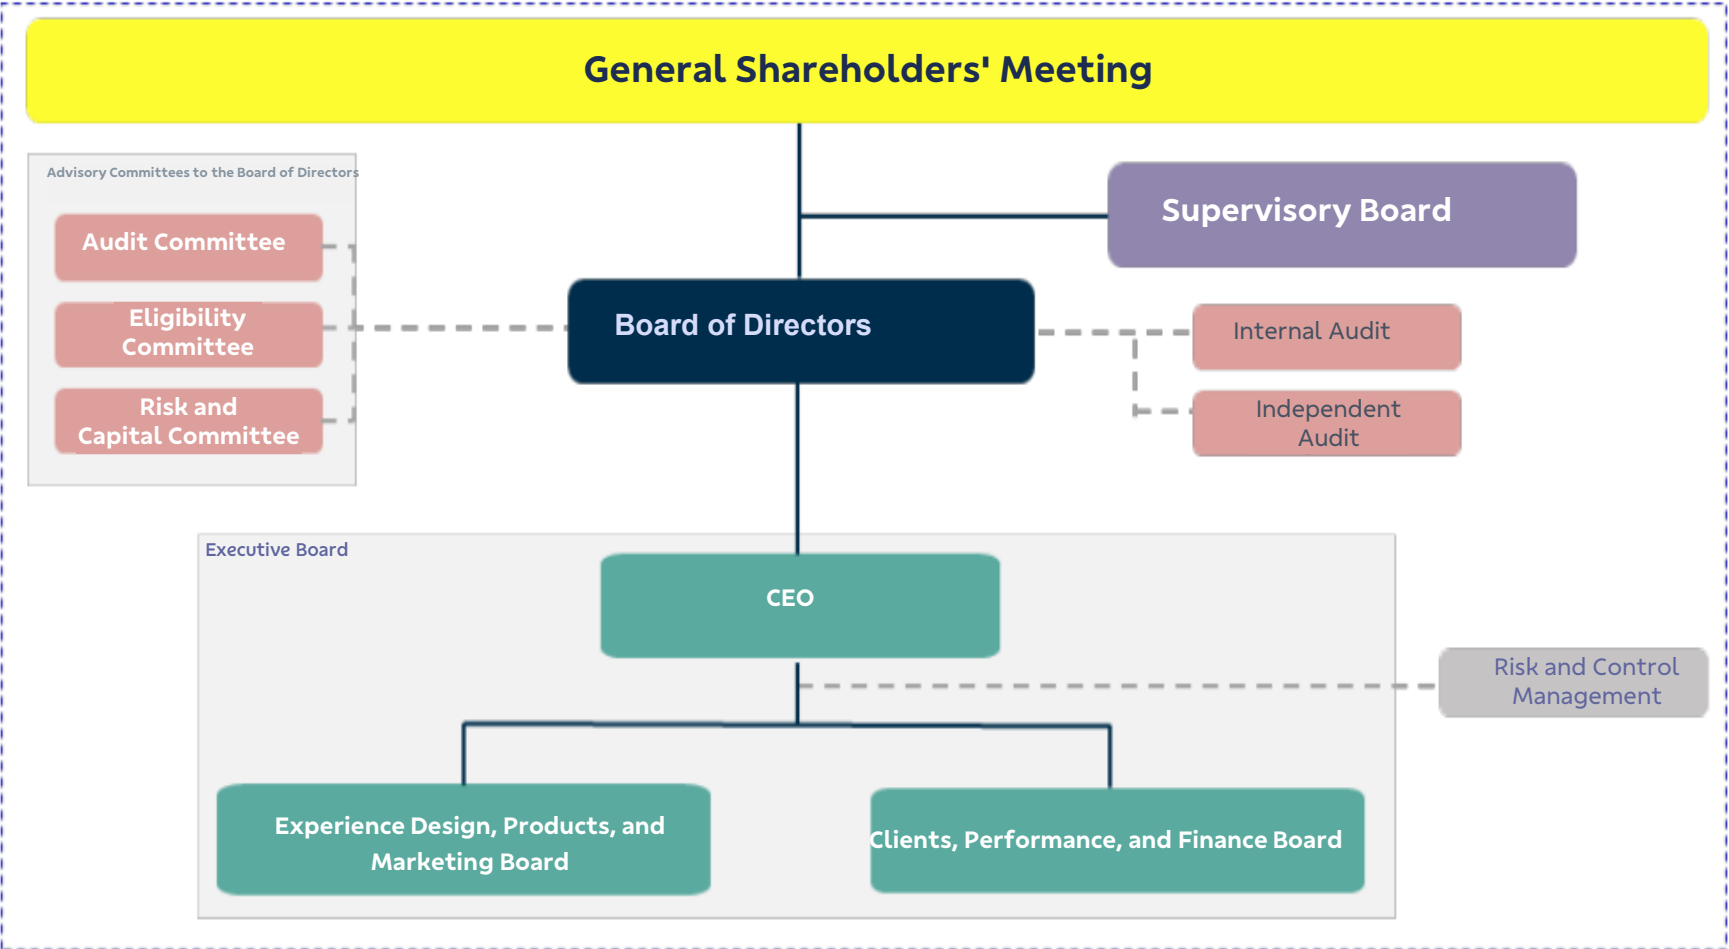 General Shareholders' Meeting
Advisory Committees to the Board of Directors
Audit Committee
Eligibility
Committee
Risk and
Capital Committee
Supervisory Board
Board of Directors
Internal Audit
Independent
Audit
Executive Board
CEO
Risk and Control
Management
Experience Design, Products, and
Marketing Board
Clients, Performance, and Finance Board